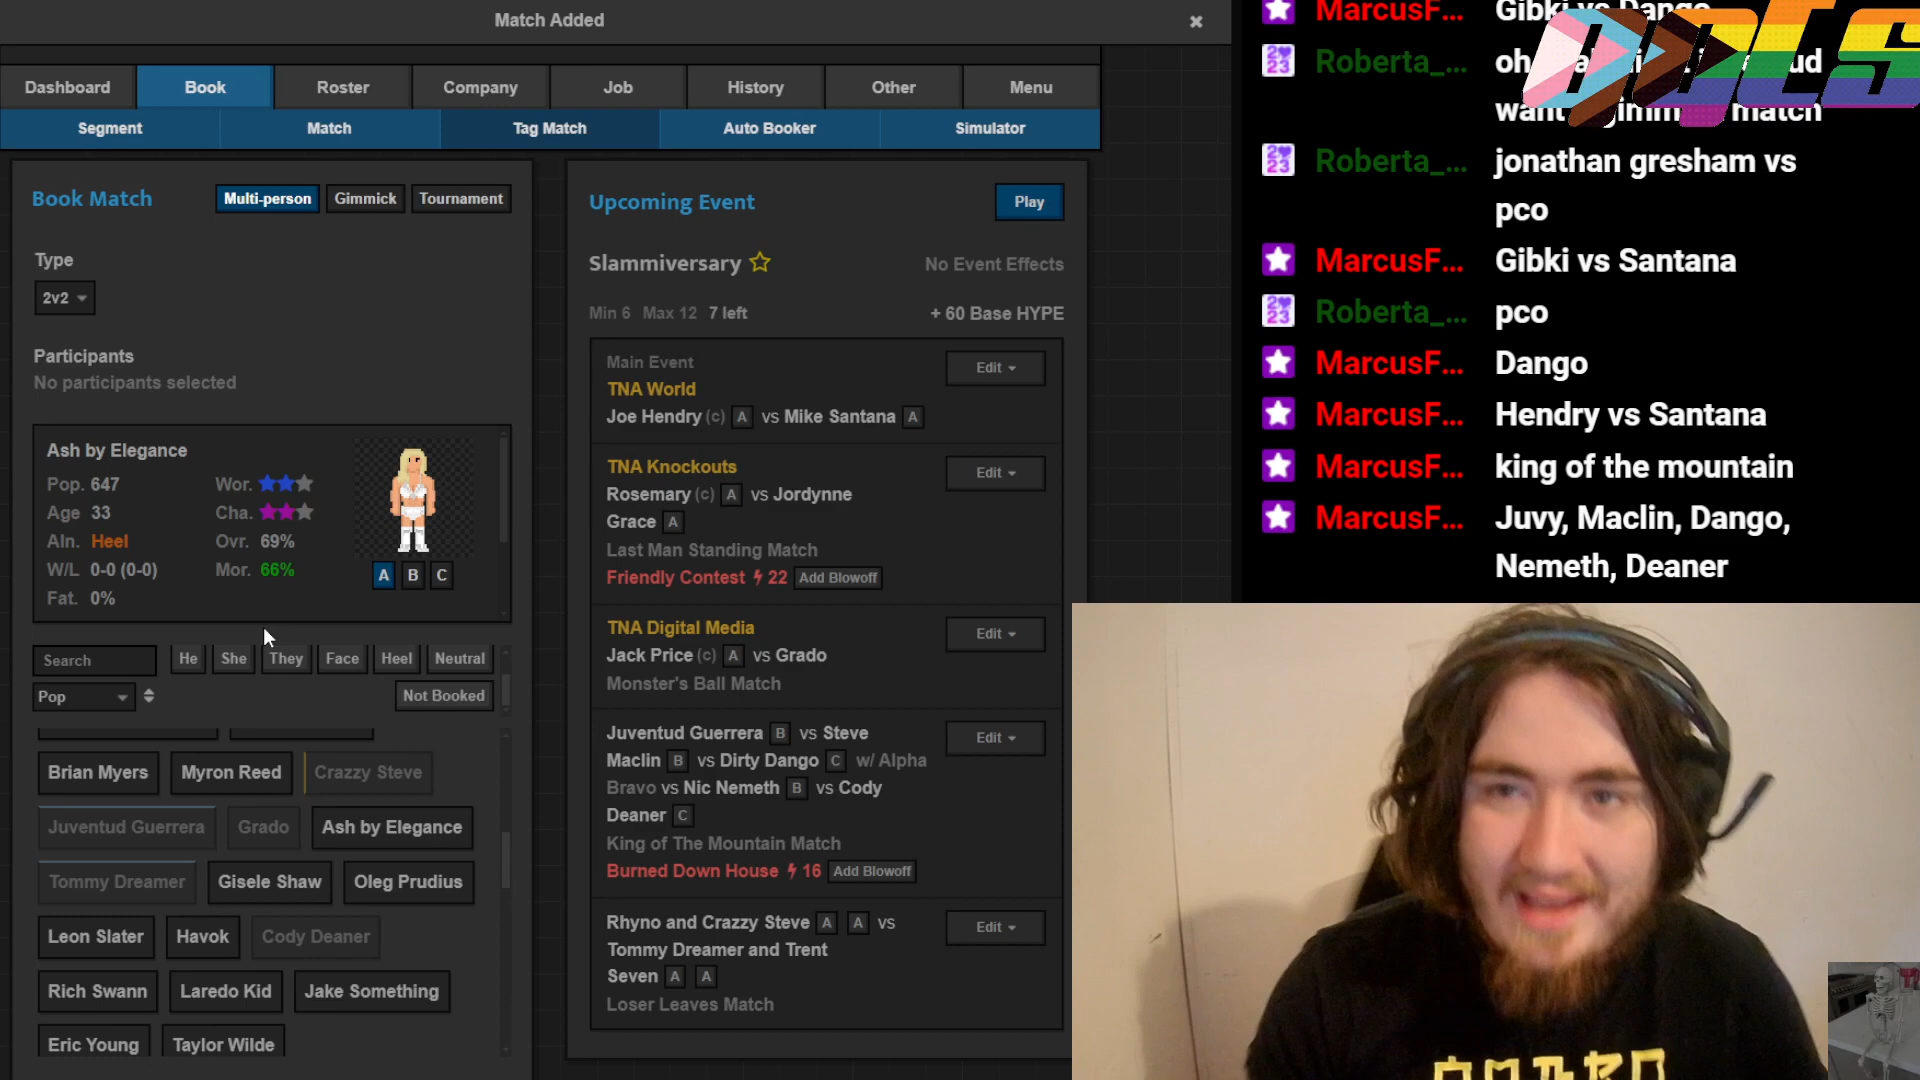 Match Added
Dashboard Book Roster Company Job History Other Menu
Segment Match Tag Match Auto Booker Simulator
Book Match Multi-person Gimmick Tournament
Type
2v2
Participants
No participants selected
Ash by Elegance
Pop. 647 Wor.
Age 33 Cha.
Aln. Heel Ovr. 69%
W/L 0-0 (0-0) Mor. 66%
Fat. 0%
A B C
Search He She They Face Heel Neutral
Pop Not Booked
Brian Myers Myron Reed Crazzy Steve
Juventud Guerrera Grado Ash by Elegance
Tommy Dreamer Gisele Shaw Oleg Prudius
Leon Slater Havok Cody Deaner
Rich Swann Laredo Kid Jake Something
Eric Young Taylor Wilde
Upcoming Event Play
Slammiversary No Event Effects
Min 6 Max 12 7 left + 60 Base HYPE
Main Event Edit
TNA World
Joe Hendry (c) A vs Mike Santana A
TNA Knockouts Edit
Rosemary (c) A vs Jordynne
Grace A
Last Man Standing Match
Friendly Contest 22 Add Blowoff
TNA Digital Media Edit
Jack Price (c) A vs Grado
Monster's Ball Match
Juventud Guerrera B vs Steve Edit
Maclin B vs Dirty Dango C w/ Alpha
Bravo vs Nic Nemeth B vs Cody
Deaner C
King of The Mountain Match
Burned Down House 16 Add Blowoff
Rhyno and Crazzy Steve A A vs Edit
Tommy Dreamer and Trent
Seven A A
Loser Leaves Match
MarcusF... Gibki vs Dango
Roberta_... oh
want match
Roberta_... jonathan gresham vs
pco
MarcusF... Gibki vs Santana
Roberta_... pco
MarcusF... Dango
MarcusF... Hendry vs Santana
MarcusF... king of the mountain
MarcusF... Juvy, Maclin, Dango,
Nemeth, Deaner